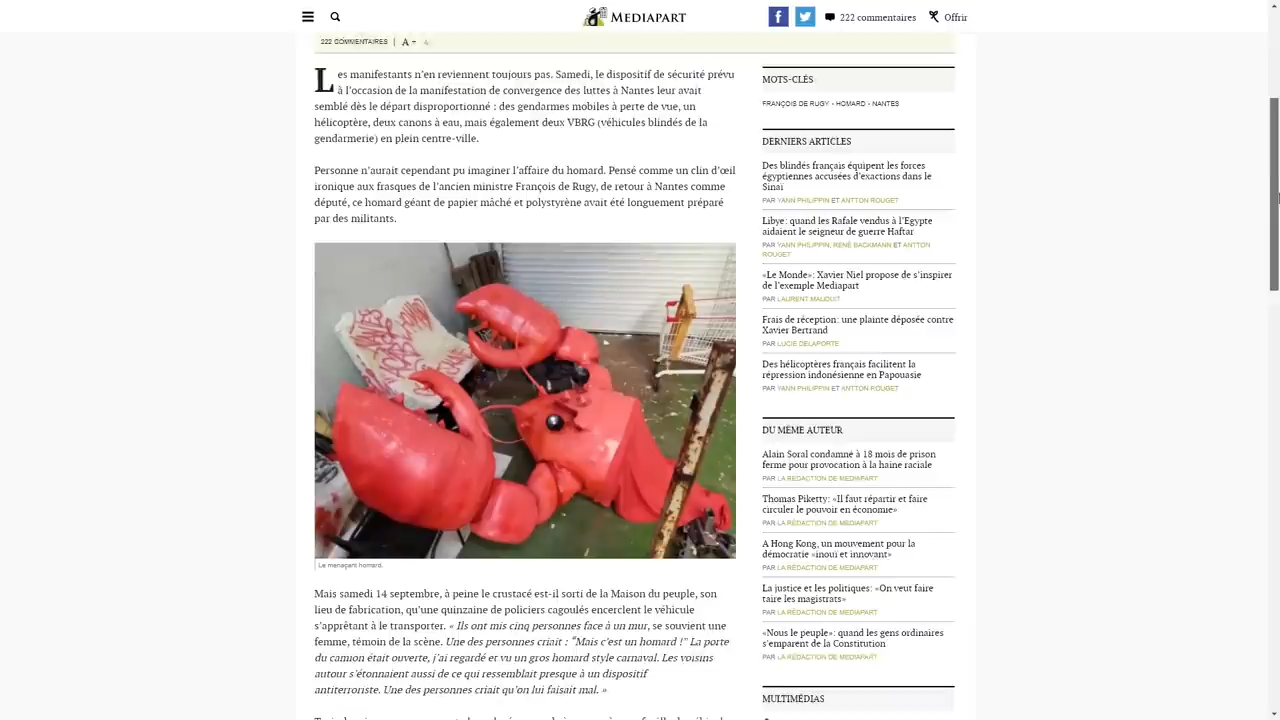 MEDIAPART
222 commentaires
Offrir
222 COMMENTAIRES | A + A
Les manifestants n'en reviennent toujours pas. Samedi, le dispositif de sécurité prévu
à l'occasion de la manifestation de convergence des luttes à Nantes leur avait
semblé dès le départ disproportionné : des gendarmes mobiles à perte de vue, un
hélicoptère, deux canons à eau, mais également deux VBRG (véhicules blindés de la
gendarmerie) en plein centre-ville.
Personne n'aurait cependant pu imaginer l'affaire du homard. Pensé comme un clin d'œil
ironique aux frasques de l'ancien ministre François de Rugy, de retour à Nantes comme
député, ce homard géant de papier mâché et polystyrène avait été longuement préparé
par des militants.
Le menaçant homard.
Mais samedi 14 septembre, à peine le crustacé est-il sorti de la Maison du peuple, son
lieu de fabrication, qu'une quinzaine de policiers cagoulés encerclent le véhicule
s'apprêtant à le transporter. « Ils ont mis cinq personnes face à un mur, se souvient une
femme, témoin de la scène. Une des personnes criait : "Mais c'est un homard !" La porte
du camion était ouverte, j'ai regardé et vu un gros homard style carnaval. Les voisins
autour s'étonnaient aussi de ce qui ressemblait presque à un dispositif
antiterroriste. Une des personnes criait qu'on lui faisait mal. »
MOTS-CLÉS
FRANÇOIS DE RUGY • HOMARD • NANTES
DERNIERS ARTICLES
Des blindés français équipent les forces
égyptiennes accusées d'exactions dans le
Sinaï
PAR YANN PHILIPPIN ET ANTTON ROUGET
Libye: quand les Rafale vendus à l'Egypte
aidaient le seigneur de guerre Haftar
PAR YANN PHILIPPIN, RENÉ BACKMANN ET ANTTON
ROUGET
«Le Monde»: Xavier Niel propose de s'inspirer
de l'exemple Mediapart
PAR LAURENT MAUDUIT
Frais de réception: une plainte déposée contre
Xavier Bertrand
PAR LUCIE DELAPORTE
Des hélicoptères français facilitent la
répression indonésienne en Papouasie
PAR YANN PHILIPPIN ET ANTTON ROUGET
DU MÊME AUTEUR
Alain Soral condamné à 18 mois de prison
ferme pour provocation à la haine raciale
PAR LA RÉDACTION DE MEDIAPART
Thomas Piketty: «Il faut répartir et faire
circuler le pouvoir en économie»
PAR LA RÉDACTION DE MEDIAPART
A Hong Kong, un mouvement pour la
démocratie «inouï et innovant»
PAR LA RÉDACTION DE MEDIAPART
La justice et les politiques: «On veut faire
taire les magistrats»
PAR LA RÉDACTION DE MEDIAPART
«Nous le peuple»: quand les gens ordinaires
s'emparent de la Constitution
PAR LA RÉDACTION DE MEDIAPART
MULTIMÉDIAS